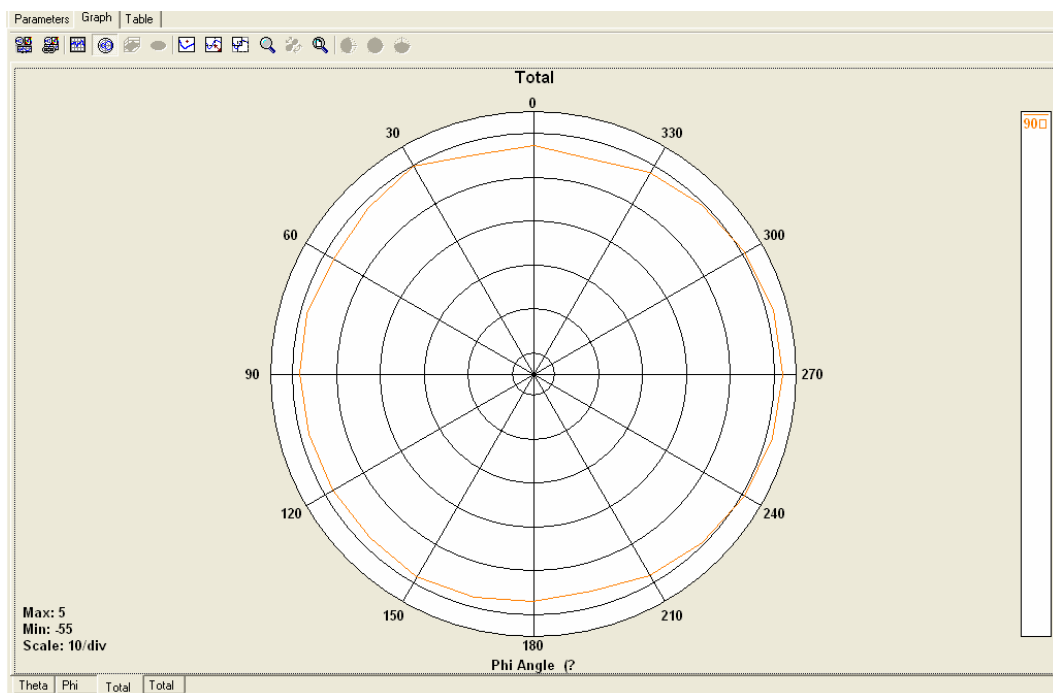 Parameters Graph Table
Total
0
30 330
90□
60 300
90 270
120 240
150 210
Max: 5
Min: -55
Scale: 10/div
180
Phi Angle (?
Theta Phi Total Total